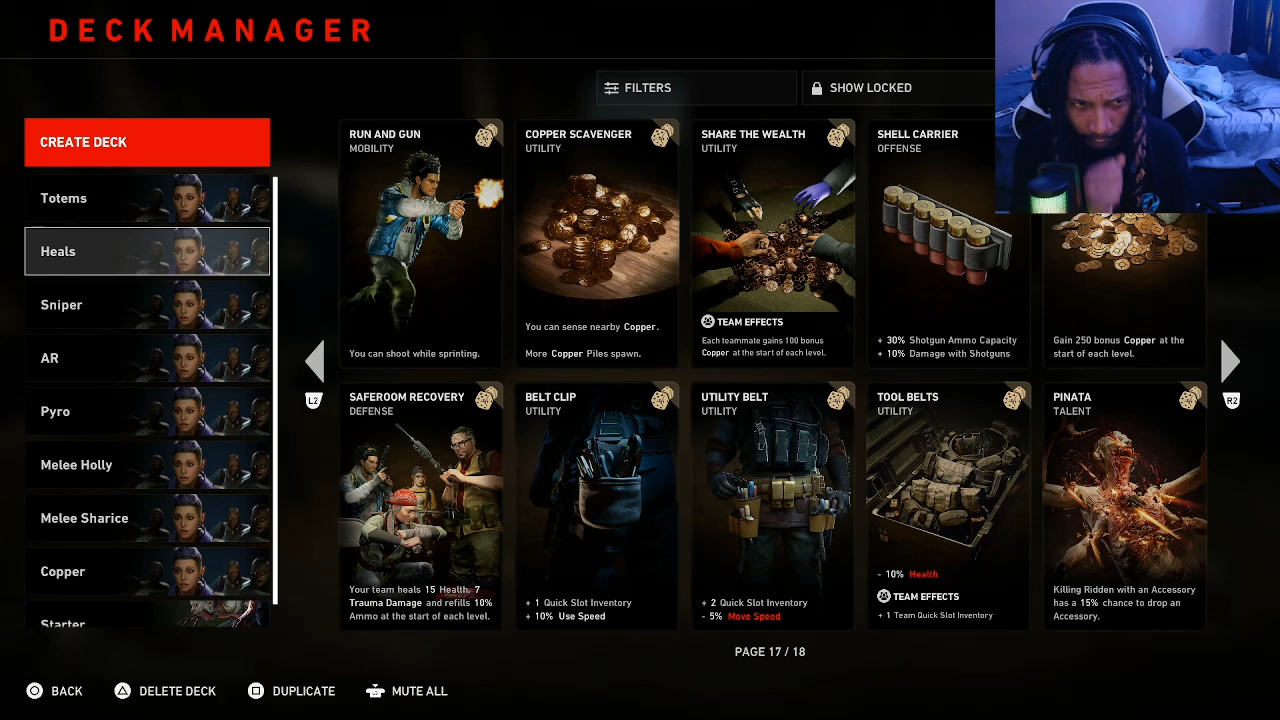 DECK MANAGER
FILTERS
SHOW LOCKED
CREATE DECK
Totems
Heals
Sniper
AR
Pyro
Melee Holly
Melee Sharice
Copper
Starter
RUN AND GUN
MOBILITY
You can shoot while sprinting.
COPPER SCAVENGER
UTILITY
You can sense nearby Copper.
More Copper Piles spawn.
SHARE THE WEALTH
UTILITY
TEAM EFFECTS
Each teammate gains 100 bonus
Copper at the start of each level.
SHELL CARRIER
OFFENSE
+ 30% Shotgun Ammo Capacity
+ 10% Damage with Shotguns
Gain 250 bonus Copper at the
start of each level.
L2
R2
SAFEROOM RECOVERY
DEFENSE
Your team heals 15 Health, 7
Trauma Damage and refills 10%
Ammo at the start of each level.
BELT CLIP
UTILITY
+ 1 Quick Slot Inventory
+ 10% Use Speed
UTILITY BELT
UTILITY
+ 2 Quick Slot Inventory
- 5% Move Speed
TOOL BELTS
UTILITY
- 10% Health
TEAM EFFECTS
+ 1 Team Quick Slot Inventory
PINATA
TALENT
Killing Ridden with an Accessory
has a 15% chance to drop an
Accessory.
PAGE 17 / 18
BACK
DELETE DECK
DUPLICATE
MUTE ALL